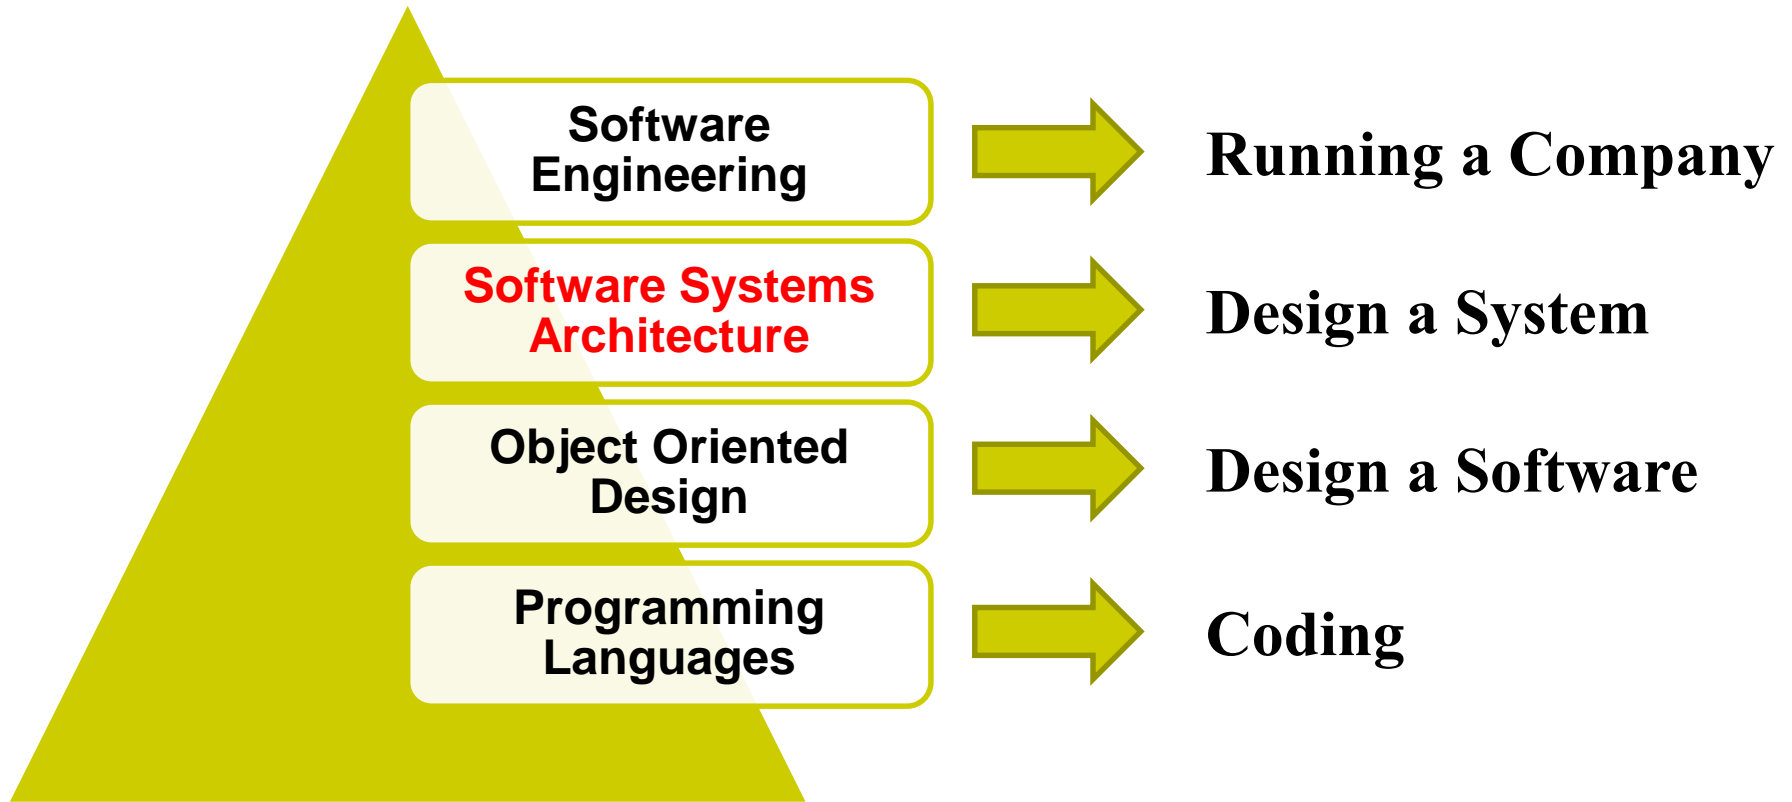 Software
Engineering
Running a Company
Software Systems
Architecture
Design a System
Object Oriented
Design
Design a Software
Programming
Languages
Coding